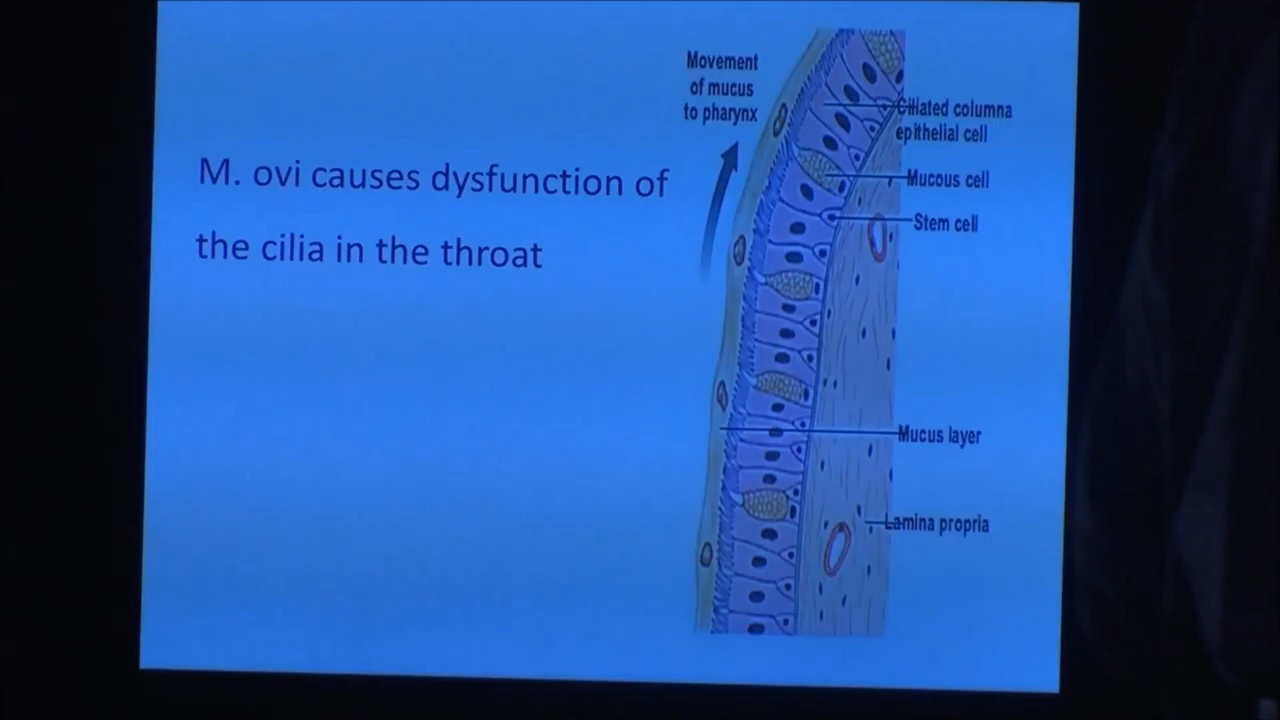 M. ovi causes dysfunction of
the cilia in the throat
Movement
of mucus
to pharynx
Ciliated columna
epithelial cell
Mucous cell
Stem cell
Mucus layer
Lamina propria